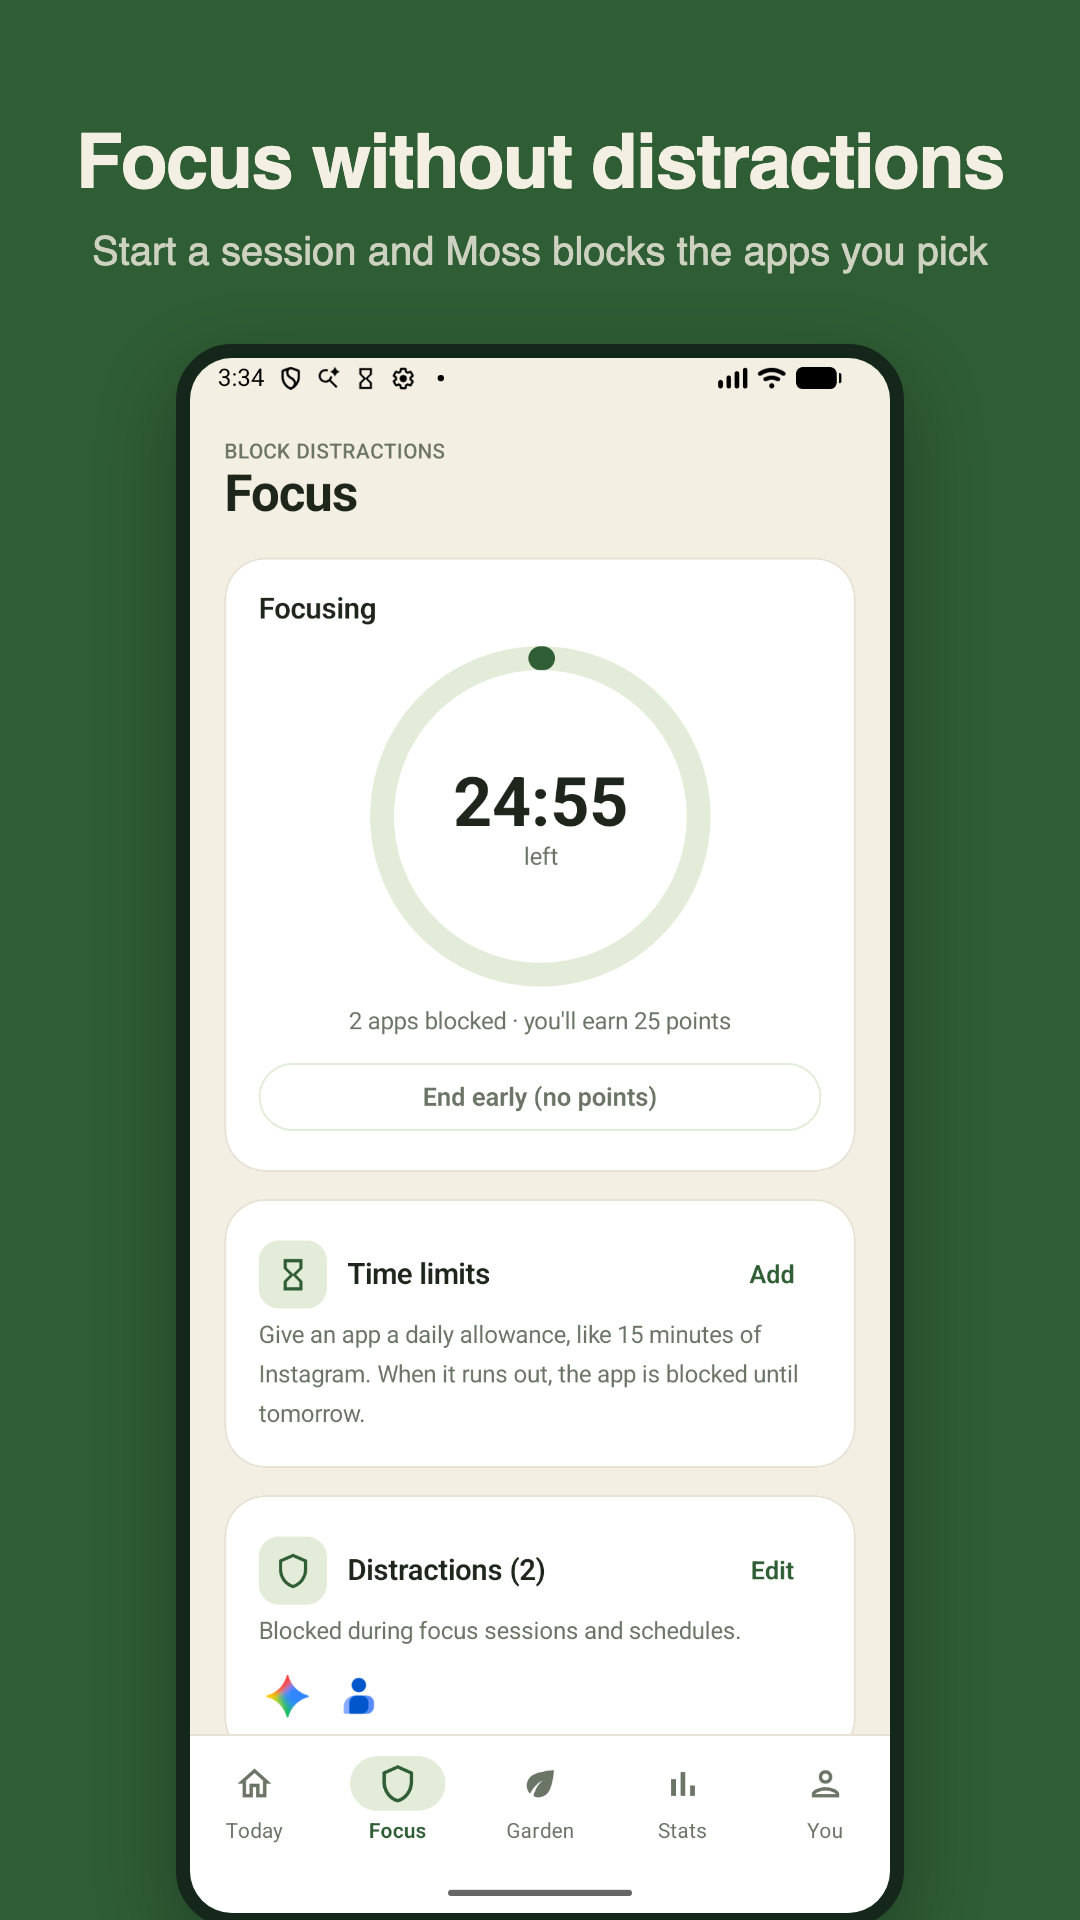 Focus without distractions
Start a session and Moss blocks the apps you pick
3:34
BLOCK DISTRACTIONS
Focus
Focusing
24:55
left
2 apps blocked · you'll earn 25 points
End early (no points)
Time limits
Add
Give an app a daily allowance, like 15 minutes of
Instagram. When it runs out, the app is blocked until
tomorrow.
Distractions (2)
Edit
Blocked during focus sessions and schedules.
Today
Focus
Garden
Stats
You